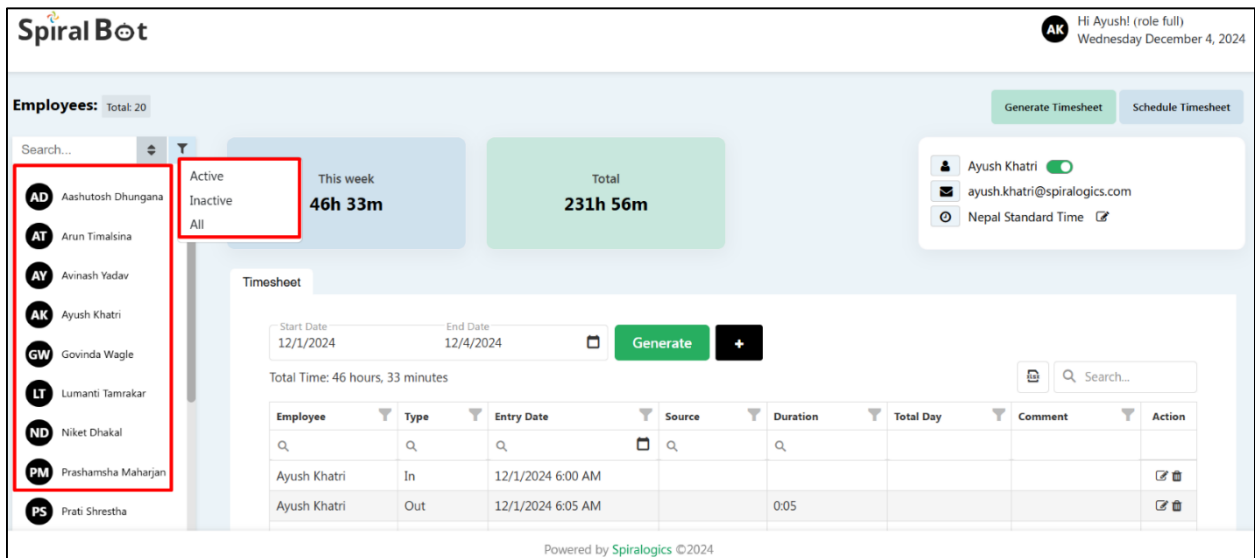 Spiral Bot
AK
Hi Ayush! (role full)
Wednesday December 4, 2024
Employees: Total: 20
Generate Timesheet
Schedule Timesheet
Search...
AD Aashutosh Dhungana
AT Arun Timalsina
AY Avinash Yadav
AK Ayush Khatri
GW Govinda Wagle
LT Lumanti Tamrakar
ND Niket Dhakal
PM Prashamsha Maharjan
PS Prati Shrestha
Active
Inactive
All
This week
46h 33m
Total
231h 56m
Ayush Khatri
ayush.khatri@spiralogics.com
Nepal Standard Time
Timesheet
Start Date End Date
12/1/2024 12/4/2024
Generate +
Total Time: 46 hours, 33 minutes
Search...
Employee Type Entry Date Source Duration Total Day Comment Action
Ayush Khatri In 12/1/2024 6:00 AM
Ayush Khatri Out 12/1/2024 6:05 AM 0:05
Powered by Spiralogics ©2024